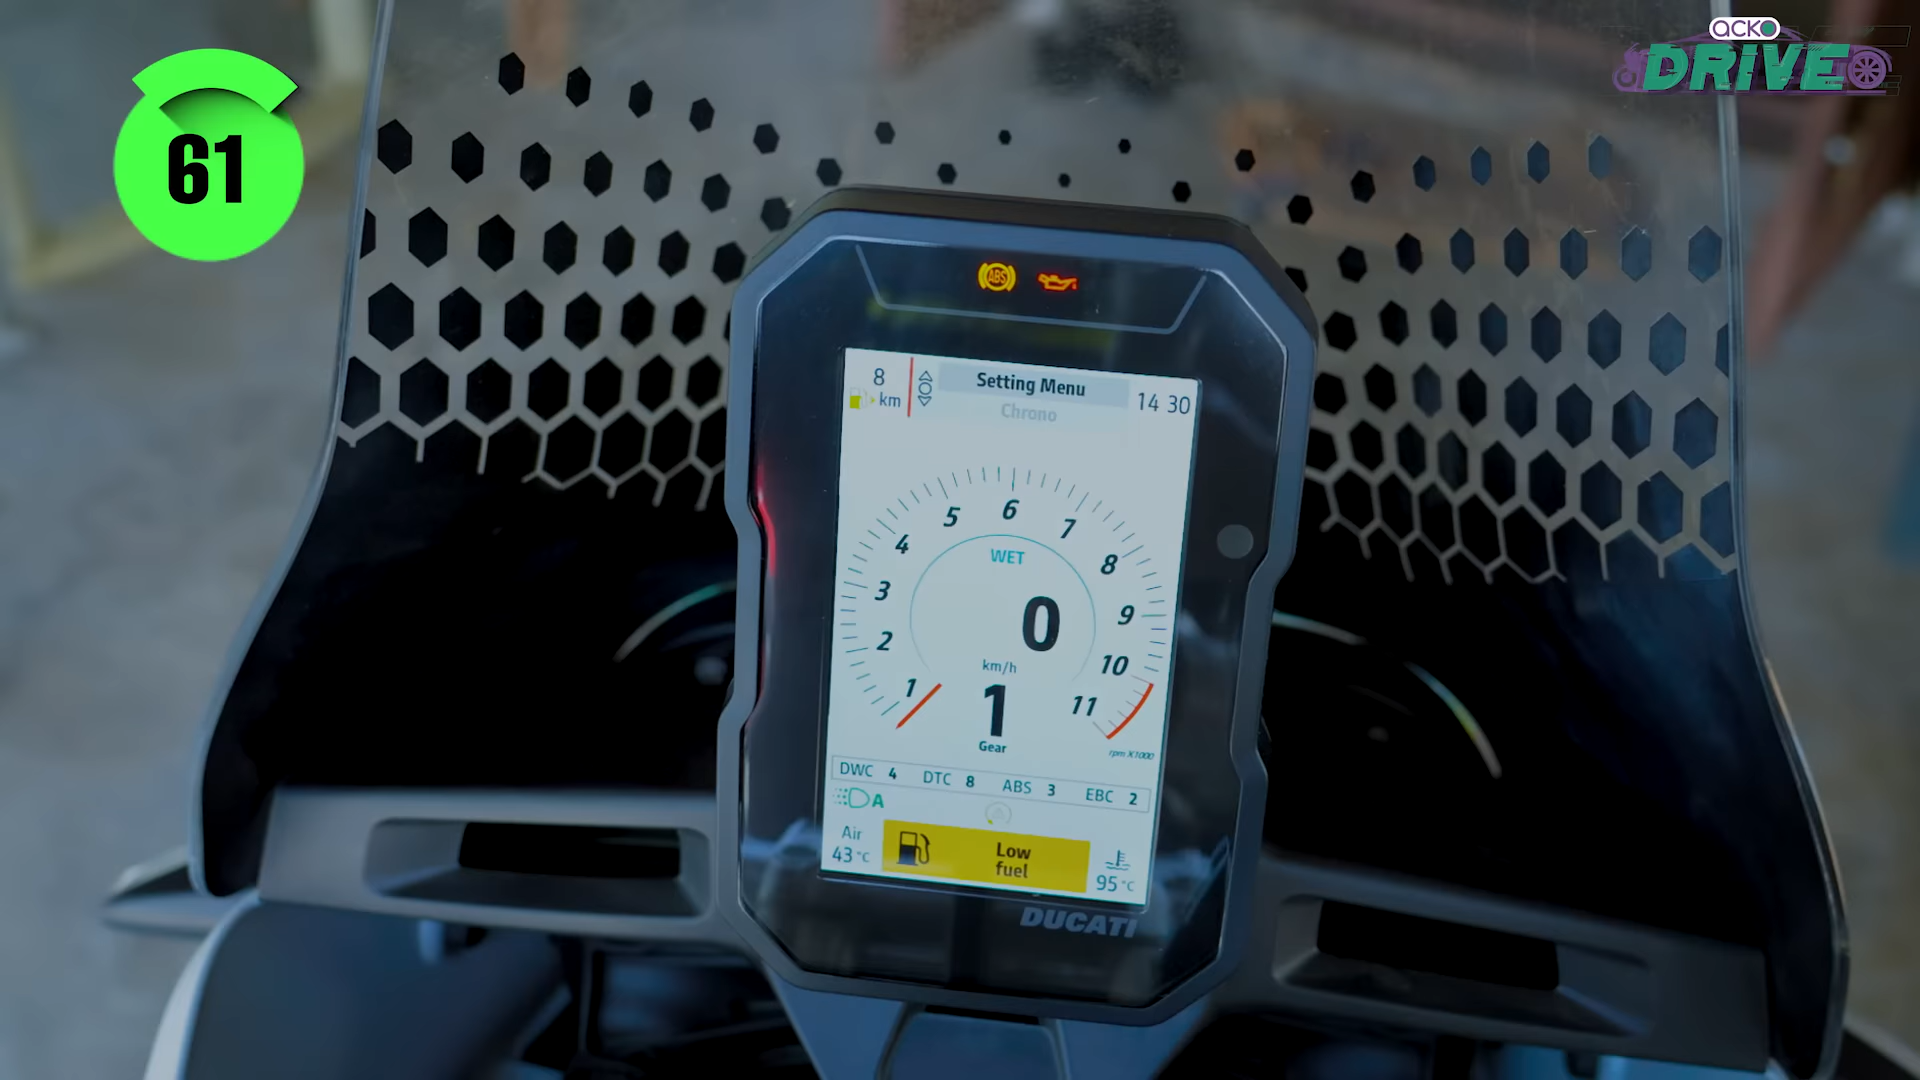 acko
DRIVE
61
ABS
8
km
Setting Menu
Chrono
14 30
1
2
3
4
5
6
7
8
9
10
11
WET
0
km/h
1
Gear
rpm X1000
DWC 4 DTC 8 ABS 3 EBC 2
A
Air
43 °C
Low
fuel
95 °C
DUCATI